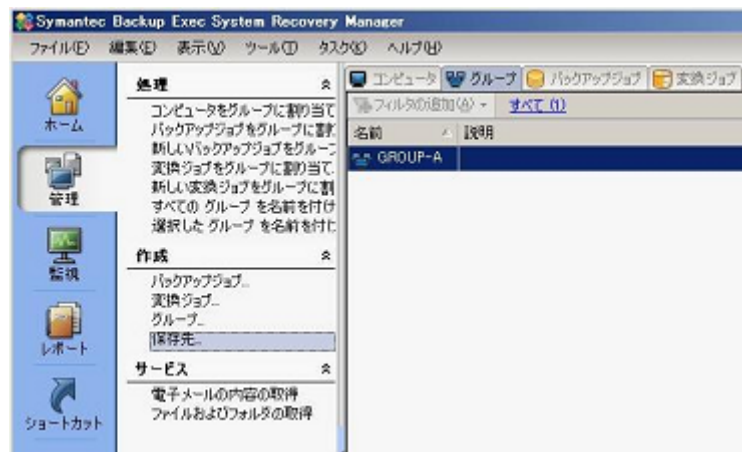 Symantec Backup Exec System Recovery Manager
ファイル(F) 編集(E) 表示(V) ツール(T) タスク(K) ヘルプ(H)
ホーム
管理
監視
レポート
ショートカット
処理
コンピュータをグループに割り当て
バックアップジョブをグループに割
新しいバックアップジョブをグルー
変換ジョブをグループに割り当て
新しい変換ジョブをグループに割
すべての グループ を名前を付け
選択した グループ を名前を付け
作成
バックアップジョブ...
変換ジョブ...
グループ...
保存先...
サービス
電子メールの内容の取得
ファイルおよびフォルダの取得
コンピュータ グループ バックアップジョブ 変換ジョブ
フィルタの追加(A) すべて (1)
名前 説明
GROUP-A